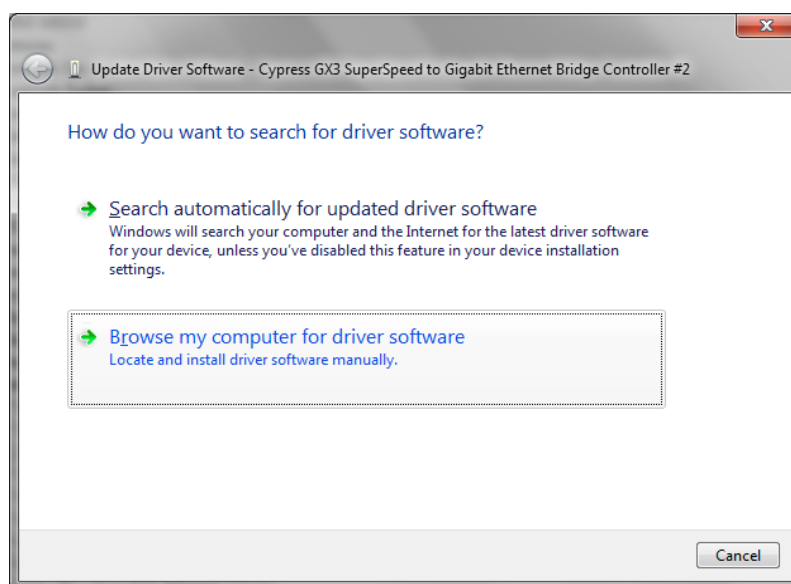 Update Driver Software - Cypress GX3 SuperSpeed to Gigabit Ethernet Bridge Controller #2
How do you want to search for driver software?
Search automatically for updated driver software
Windows will search your computer and the Internet for the latest driver software
for your device, unless you've disabled this feature in your device installation
settings.
Browse my computer for driver software
Locate and install driver software manually.
Cancel